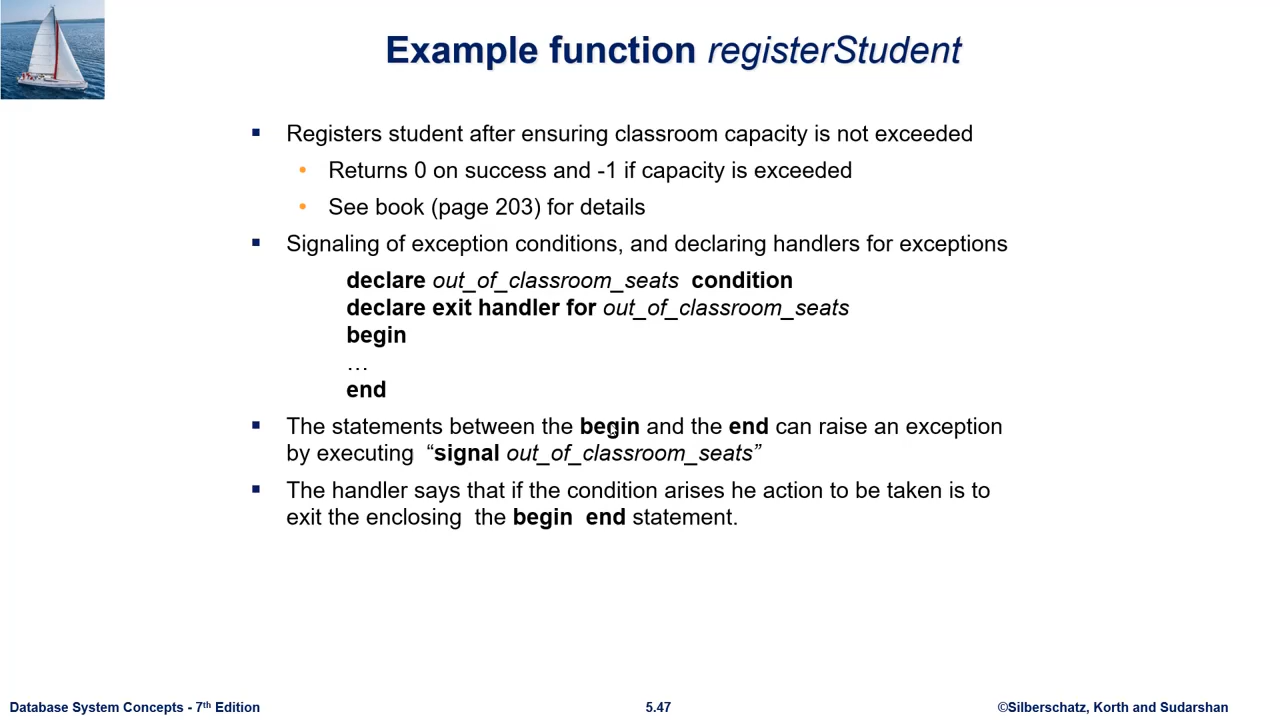 Example function registerStudent
▪ Registers student after ensuring classroom capacity is not exceeded
• Returns 0 on success and -1 if capacity is exceeded
• See book (page 203) for details
▪ Signaling of exception conditions, and declaring handlers for exceptions
declare out_of_classroom_seats condition
declare exit handler for out_of_classroom_seats
begin
…
end
▪ The statements between the begin and the end can raise an exception
by executing “signal out_of_classroom_seats”
▪ The handler says that if the condition arises he action to be taken is to
exit the enclosing the begin end statement.
Database System Concepts - 7th Edition 5.47 ©Silberschatz, Korth and Sudarshan